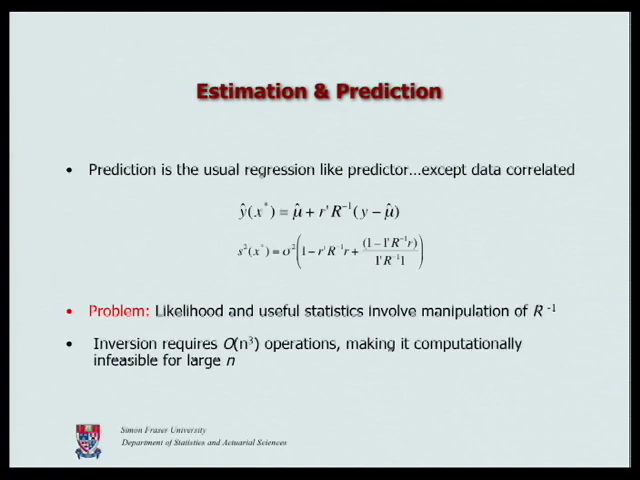 Estimation & Prediction
• Prediction is the usual regression like predictor...except data correlated
ŷ(x*) = μ̂ + r'R⁻¹(y − μ̂)
s²(x*) = σ²(1 − r'R⁻¹r + (1 − 1'R⁻¹r) / 1'R⁻¹1)
• Problem: Likelihood and useful statistics involve manipulation of R ⁻¹
• Inversion requires O(n³) operations, making it computationally
infeasible for large n
Simon Fraser University
Department of Statistics and Actuarial Sciences